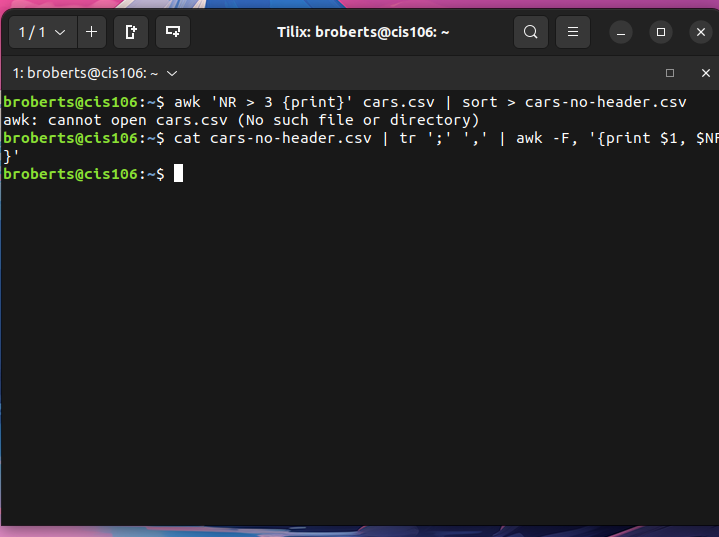 1 / 1
Tilix: broberts@cis106: ~
1: broberts@cis106: ~
broberts@cis106:~$ awk 'NR > 3 {print}' cars.csv | sort > cars-no-header.csv
awk: cannot open cars.csv (No such file or directory)
broberts@cis106:~$ cat cars-no-header.csv | tr ';' ',' | awk -F, '{print $1, $NF
}'
broberts@cis106:~$